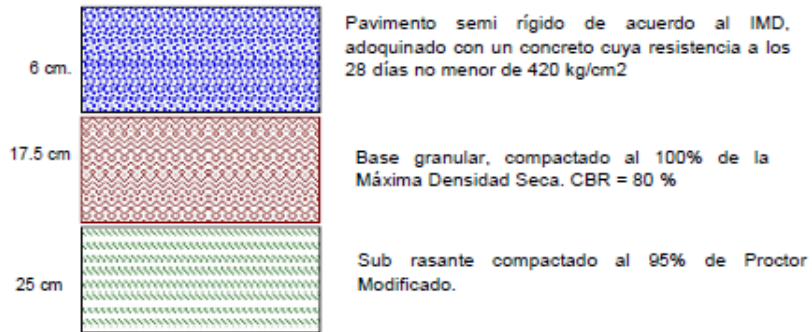 6 cm.
Pavimento semi rígido de acuerdo al IMD,
adoquinado con un concreto cuya resistencia a los
28 días no menor de 420 kg/cm2
17.5 cm
Base granular, compactado al 100% de la
Máxima Densidad Seca. CBR = 80 %
25 cm
Sub rasante compactado al 95% de Proctor
Modificado.